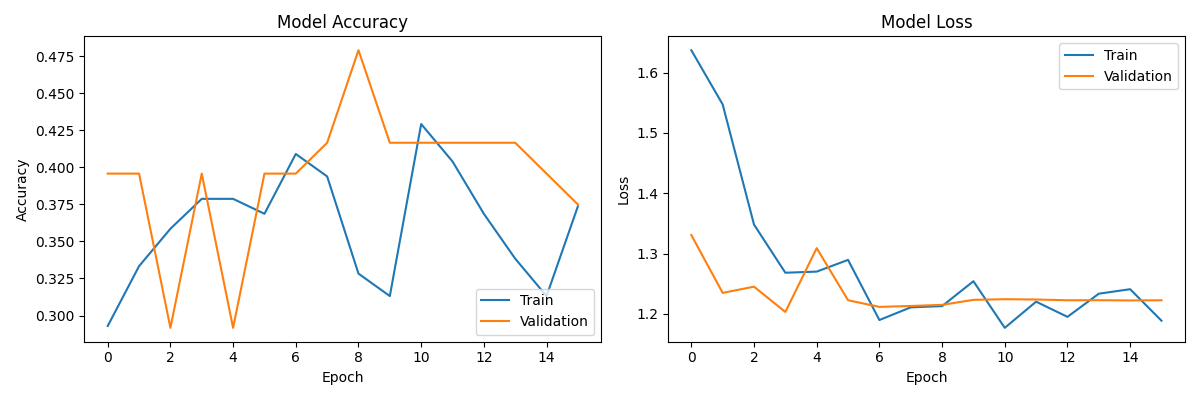 Model Accuracy
Accuracy
0.475
0.450
0.425
0.400
0.375
0.350
0.325
0.300
0 2 4 6 8 10 12 14
Epoch
Train
Validation
Model Loss
Loss
1.6
1.5
1.4
1.3
1.2
0 2 4 6 8 10 12 14
Epoch
Train
Validation